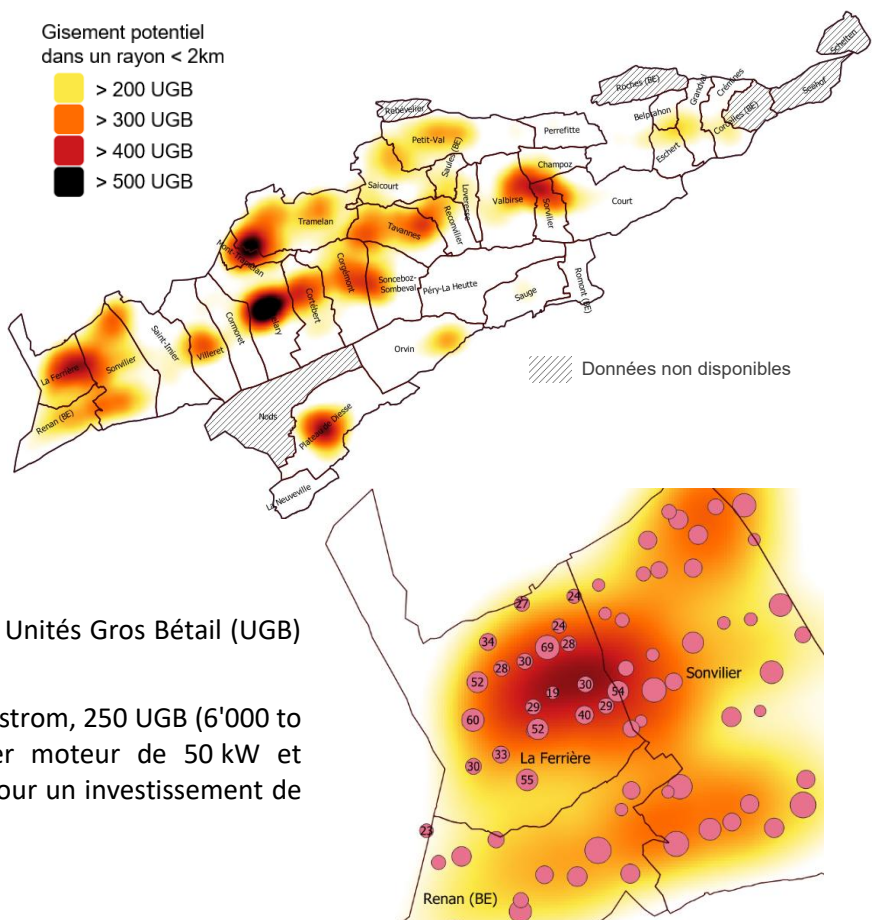 Gisement potentiel
dans un rayon < 2km
> 200 UGB
> 300 UGB
> 400 UGB
> 500 UGB
Schelten
Seehof
Roches (BE)
Grandval
Crémines
Corcelles (BE)
Belprahon
Eschert
Rebévelier
Petit-Val
Perrefitte
Saules (BE)
Champoz
Saicourt
Loveresse
Valbirse
Sorvilier
Court
Tramelan
Tavannes
Reconvilier
Mont-Tramelan
Corgémont
Sonceboz-
Sombeval
Péry-La Heutte
Sauge
Romont (BE)
Cortébert
Cormoret
Saint-Imier
Villeret
Orvin
La Ferrière
Sonvilier
Renan (BE)
Nods
Plateau de Diesse
La Neuveville
Données non disponibles
Unités Gros Bétail (UGB)
strom, 250 UGB (6'000 to
er moteur de 50 kW et
our un investissement de
27
24
24
34
69
28
28
30
52
30
19
54
29
29
60
40
52
33
30
55
23
Sonvilier
La Ferrière
Renan (BE)